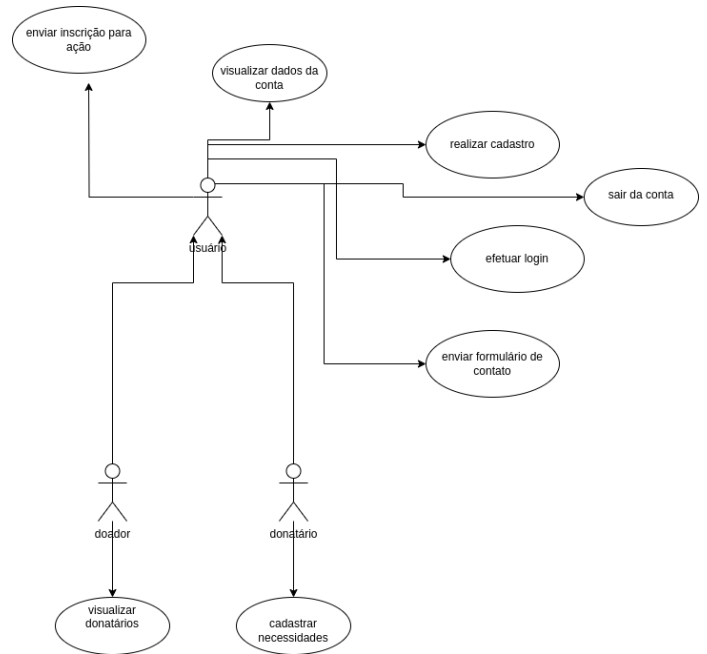 enviar inscrição para
ação
visualizar dados da
conta
realizar cadastro
sair da conta
usuário
efetuar login
enviar formulário de
contato
doador
donatário
visualizar
donatários
cadastrar
necessidades